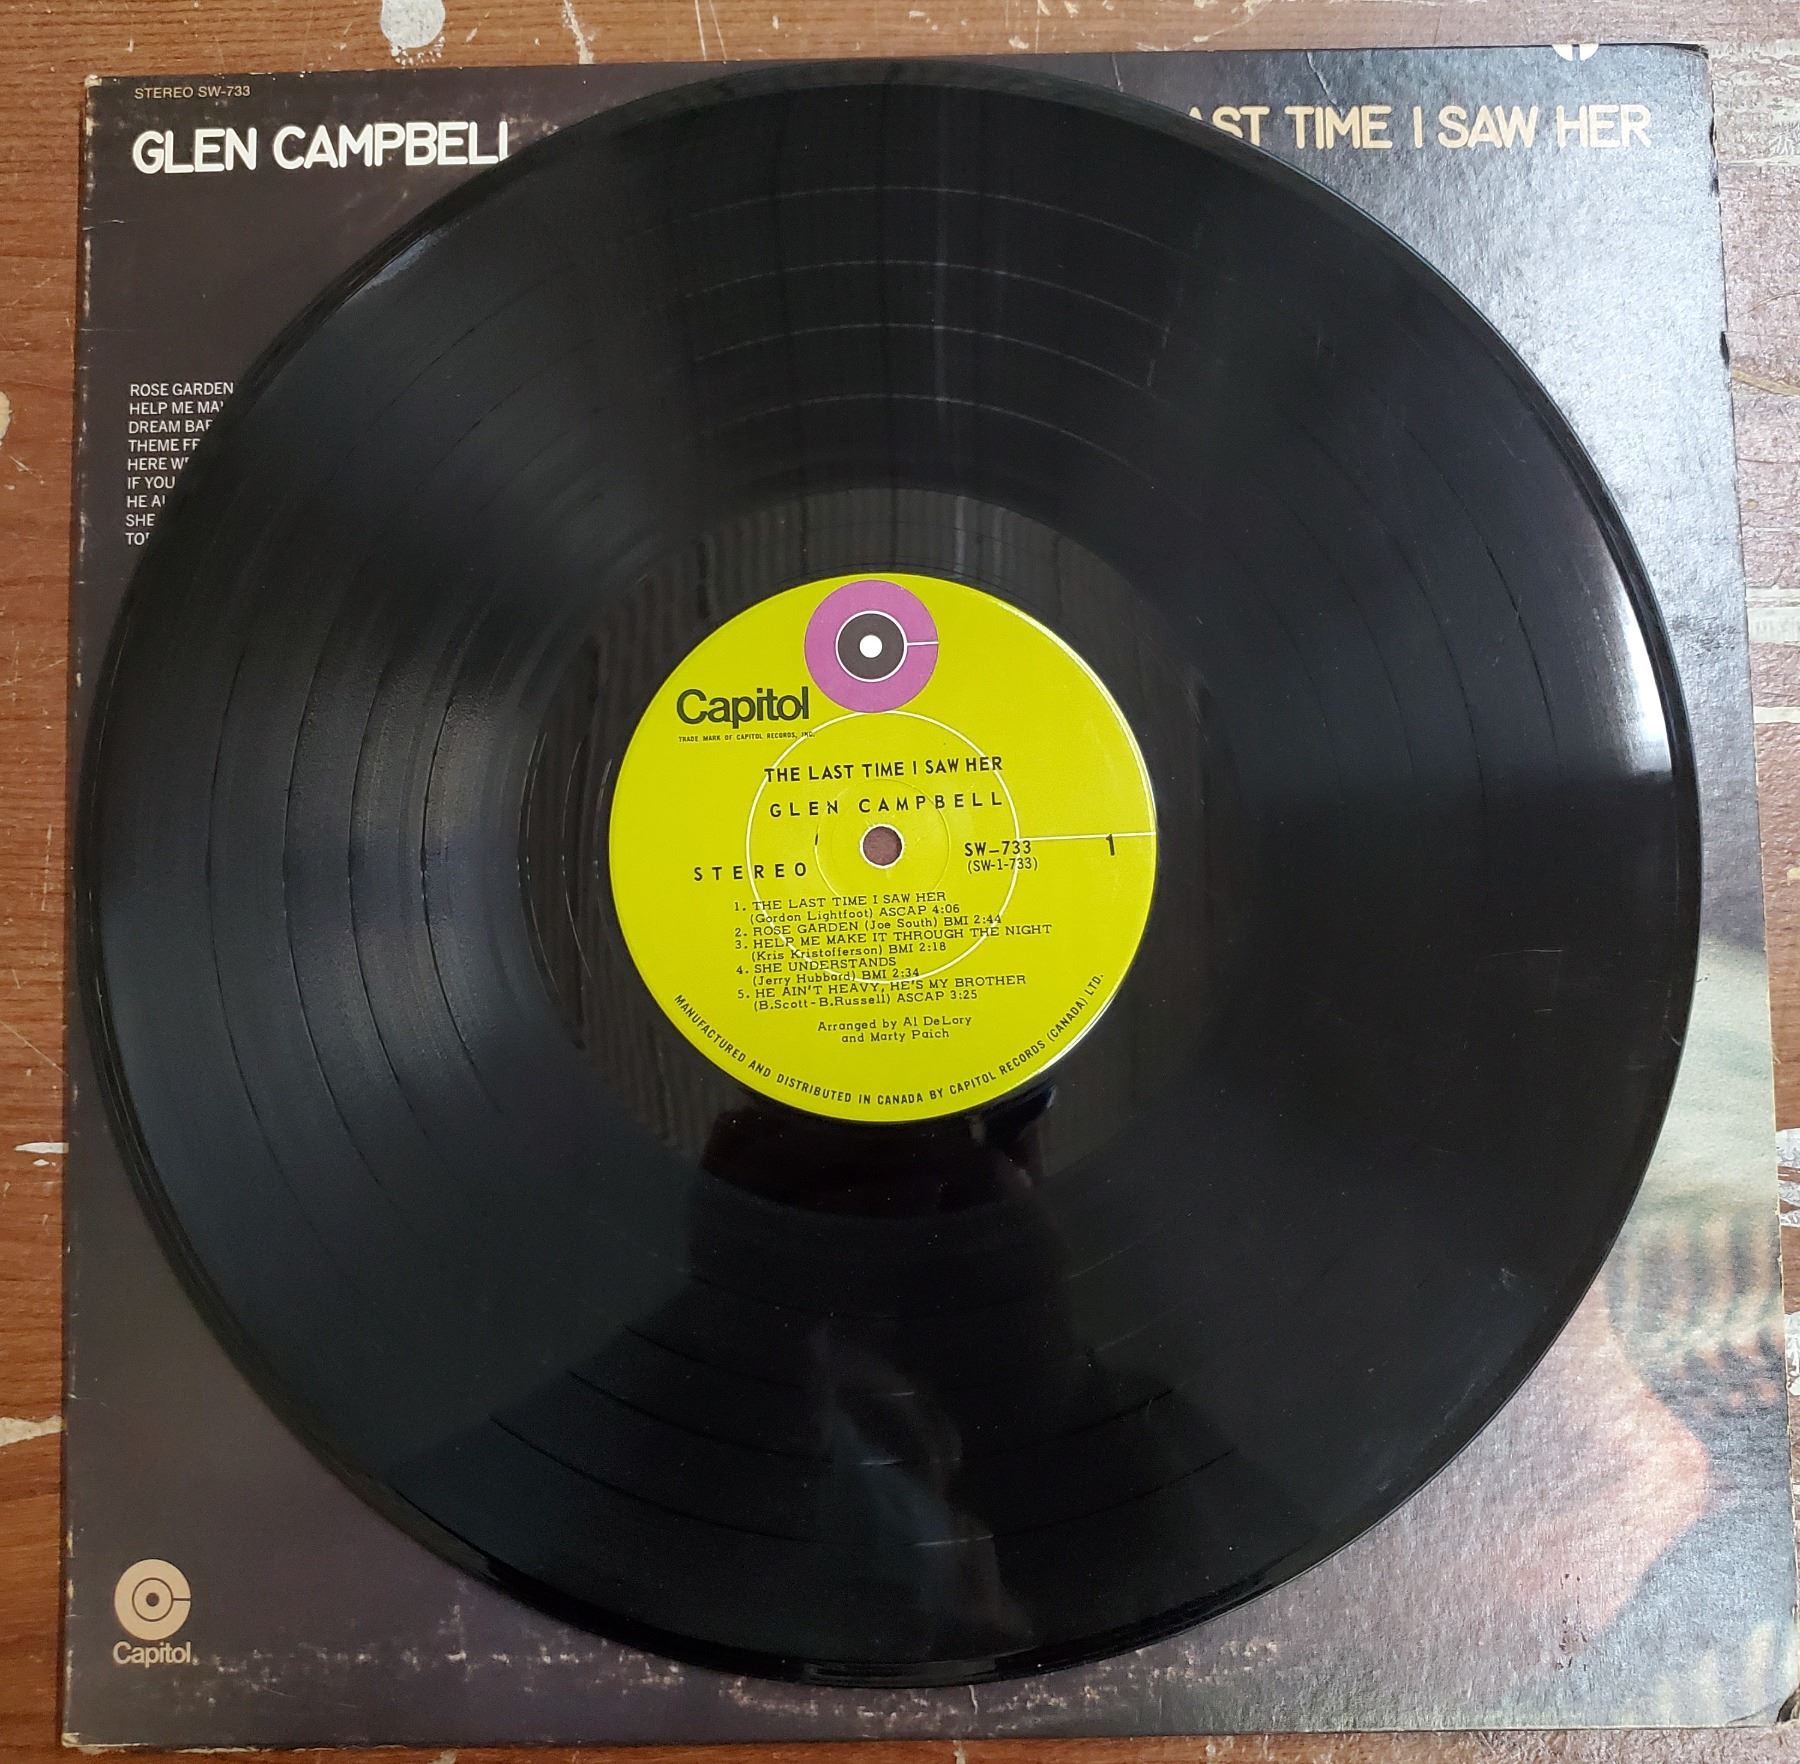 STEREO SW-733
GLEN CAMPBELL
LAST TIME I SAW HER
ROSE GARDEN
HELP ME
DREAM
THEME
HERE
IF YOU
HE
SHE
Capitol
TRADE MARK OF CAPITOL RECORDS, INC.
THE LAST TIME I SAW HER
GLEN CAMPBELL
STEREO
SW-733
(SW-1-733)
1
1. THE LAST TIME I SAW HER
(Gordon Lightfoot) ASCAP 4:06
2. ROSE GARDEN (Joe South) BMI 2:44
3. HELP ME MAKE IT THROUGH THE NIGHT
(Kris Kristofferson) BMI 2:18
4. SHE UNDERSTANDS
(Jerry Hubbard) BMI 2:34
5. HE AIN'T HEAVY, HE'S MY BROTHER
(B.Scott-B.Russell) ASCAP 3:25
Arranged by Al DeLory
and Marty Paich
MANUFACTURED AND DISTRIBUTED IN CANADA BY CAPITOL RECORDS (CANADA) LTD.
Capitol